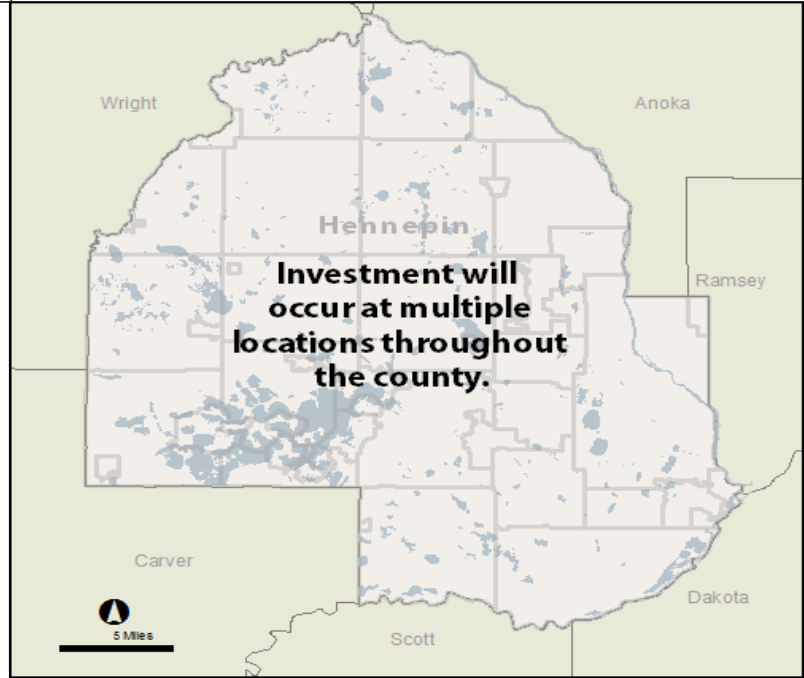 Wright
Anoka
Hennepin
Ramsey
Investment will
occur at multiple
locations throughout
the county.
Carver
Dakota
5 Miles
Scott